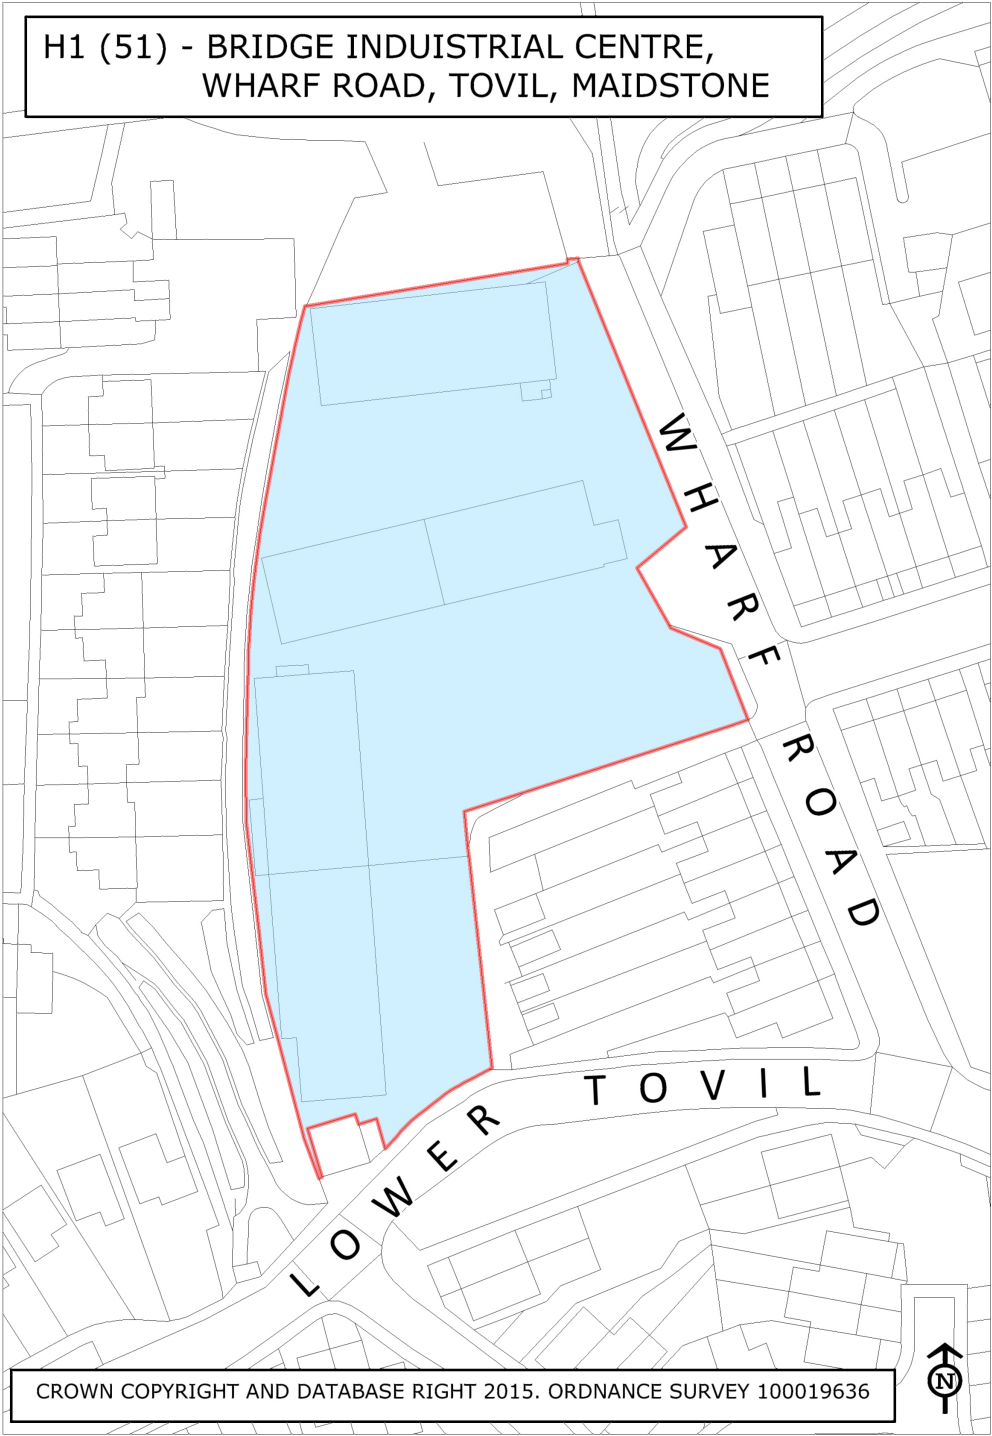 H1 (51) - BRIDGE INDUISTRIAL CENTRE,
WHARF ROAD, TOVIL, MAIDSTONE
WHARF ROAD
LOWER TOVIL
CROWN COPYRIGHT AND DATABASE RIGHT 2015. ORDNANCE SURVEY 100019636
N